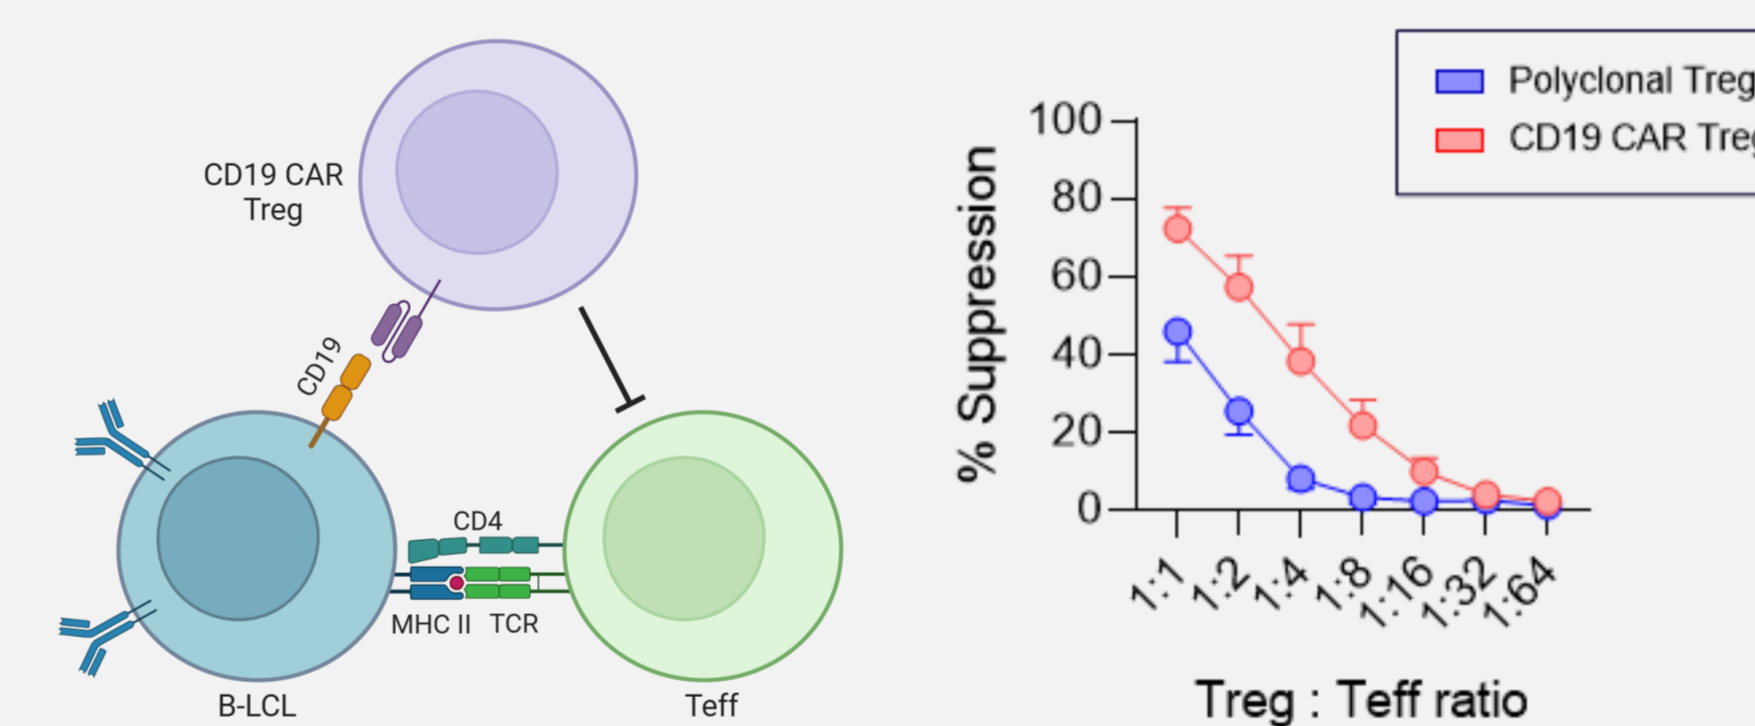 CD19 CAR
Treg
CD19
CD4
MHC II TCR
B-LCL
Teff
Polyclonal Treg
CD19 CAR Treg
% Suppression
100
80
60
40
20
0
1:1
1:2
1:4
1:8
1:16
1:32
1:64
Treg : Teff ratio